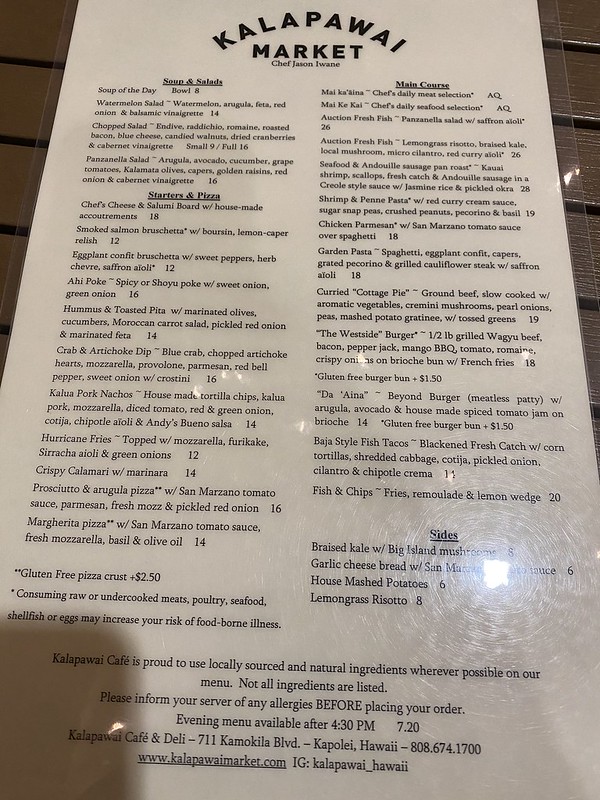 KALAPAWAI
MARKET
Chef Jason Iwane
Soup & Salads
Soup of the Day Bowl 8
Watermelon Salad ~ Watermelon, arugula, feta, red
onion & balsamic vinaigrette 14
Chopped Salad ~ Endive, raddichio, romaine, roasted
bacon, blue cheese, candied walnuts, dried cranberries
& cabernet vinaigrette Small 9 / Full 16
Panzanella Salad ~ Arugula, avocado, cucumber, grape
tomatoes, Kalamata olives, capers, golden raisins, red
onion & cabernet vinaigrette 16
Starters & Pizza
Chef's Cheese & Salumi Board w/ house-made
accoutrements 18
Smoked salmon bruschetta* w/ boursin, lemon-caper
relish 12
Eggplant confit bruschetta w/ sweet peppers, herb
chevre, saffron aïoli* 12
Ahi Poke ~ Spicy or Shoyu poke w/ sweet onion,
green onion 16
Hummus & Toasted Pita w/ marinated olives,
cucumbers, Moroccan carrot salad, pickled red onion
& marinated feta 14
Crab & Artichoke Dip ~ Blue crab, chopped artichoke
hearts, mozzarella, provolone, parmesan, red bell
pepper, sweet onion w/ crostini 16
Kalua Pork Nachos ~ House made tortilla chips, kalua
pork, mozzarella, diced tomato, red & green onion,
cotija, chipotle aïoli & Andy's Bueno salsa 14
Hurricane Fries ~ Topped w/ mozzarella, furikake,
Sirracha aioli & green onions 12
Crispy Calamari w/ marinara 14
Prosciutto & arugula pizza** w/ San Marzano tomato
sauce, parmesan, fresh mozz & pickled red onion 16
Margherita pizza** w/ San Marzano tomato sauce,
fresh mozzarella, basil & olive oil 14
**Gluten Free pizza crust +$2.50
* Consuming raw or undercooked meats, poultry, seafood,
shellfish or eggs may increase your risk of food-borne illness.
Main Course
Mai ka'āina ~ Chef's daily meat selection* AQ
Mai Ke Kai ~ Chef's daily seafood selection* AQ
Auction Fresh Fish ~ Panzanella salad w/ saffron aïoli*
26
Auction Fresh Fish ~ Lemongrass risotto, braised kale,
local mushroom, micro cilantro, red curry aïoli* 26
Seafood & Andouille sausage pan roast* ~ Kauai
shrimp, scallops, fresh catch & Andouille sausage in a
Creole style sauce w/ Jasmine rice & pickled okra 28
Shrimp & Penne Pasta* w/ red curry cream sauce,
sugar snap peas, crushed peanuts, pecorino & basil 19
Chicken Parmesan* w/ San Marzano tomato sauce
over spaghetti 18
Garden Pasta ~ Spaghetti, eggplant confit, capers,
grated pecorino & grilled cauliflower steak w/ saffron
aïoli 18
Curried "Cottage Pie" ~ Ground beef, slow cooked w/
aromatic vegetables, cremini mushrooms, pearl onions,
peas, mashed potato gratinee, w/ tossed greens 19
"The Westside" Burger* ~ 1/2 lb grilled Wagyu beef,
bacon, pepper jack, mango BBQ, tomato, romaine,
crispy onions on brioche bun w/ French fries 18
*Gluten free burger bun + $1.50
"Da 'Aina" ~ Beyond Burger (meatless patty) w/
arugula, avocado & house made spiced tomato jam on
brioche 14 *Gluten free burger bun + $1.50
Baja Style Fish Tacos ~ Blackened Fresh Catch w/ corn
tortillas, shredded cabbage, cotija, pickled onion,
cilantro & chipotle crema 14
Fish & Chips ~ Fries, remoulade & lemon wedge 20
Sides
Braised kale w/ Big Island mushrooms 8
Garlic cheese bread w/ San Marzano tomato sauce 6
House Mashed Potatoes 6
Lemongrass Risotto 8
Kalapawai Café is proud to use locally sourced and natural ingredients wherever possible on our
menu. Not all ingredients are listed.
Please inform your server of any allergies BEFORE placing your order.
Evening menu available after 4:30 PM 7.20
Kalapawai Café & Deli – 711 Kamokila Blvd. – Kapolei, Hawaii – 808.674.1700
www.kalapawaimarket.com IG: kalapawai_hawaii